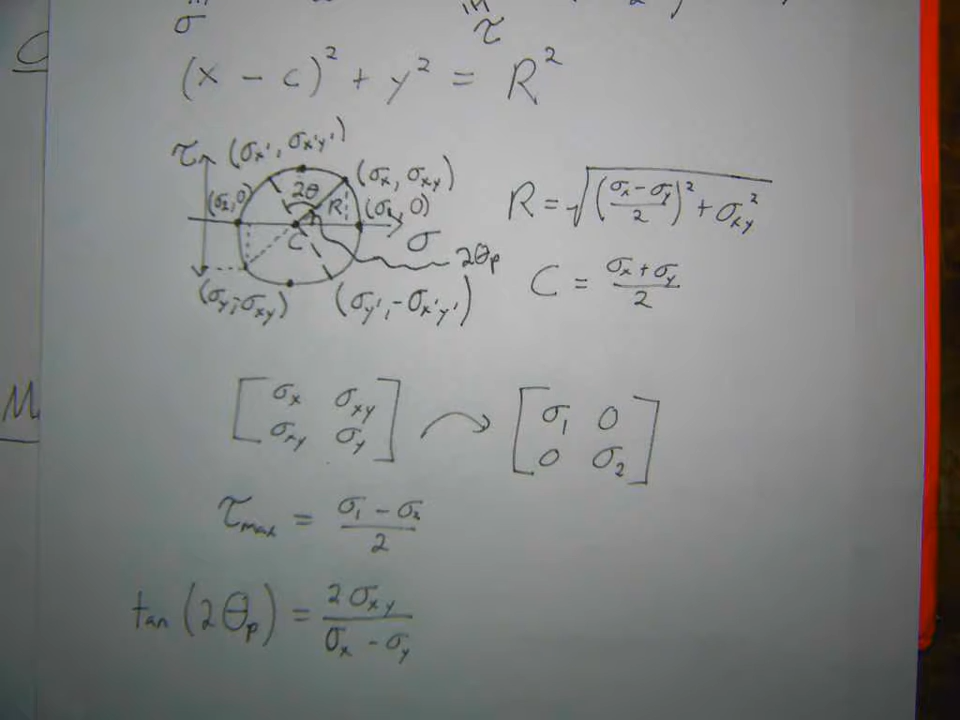 σ τ
(x - c)² + y² = R²
τ (σx', σx'y')
2θ (σx, σxy)
(σ2, 0) R (σ1, 0)
C σ
2θp
(σy, -σxy) (σy', -σx'y')
R = √((σx - σy)/2)² + σxy²
C = (σx + σy)/2
[σx σxy] → [σ1 0]
[σxy σy] [0 σ2]
τmax = (σ1 - σ2)/2
tan(2θp) = 2σxy/(σx - σy)